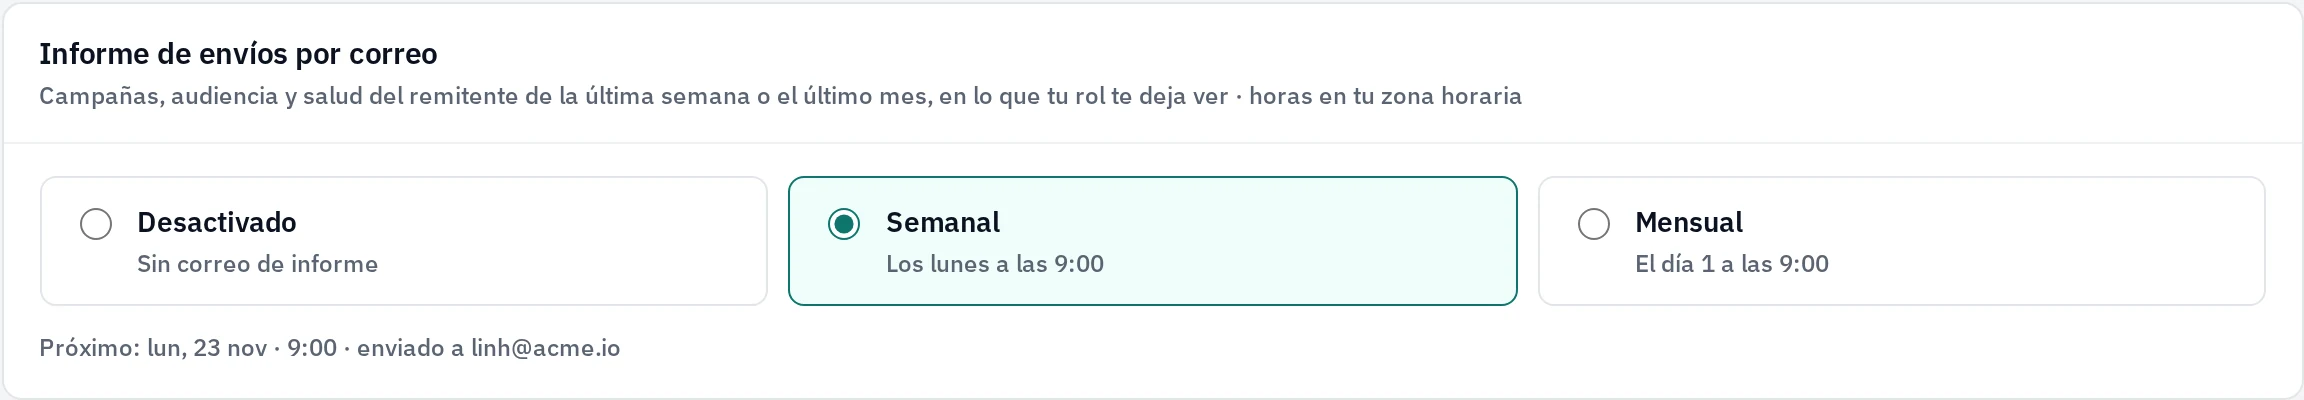 Informe de envíos por correo
Campañas, audiencia y salud del remitente de la última semana o el último mes, en lo que tu rol te deja ver · horas en tu zona horaria
Desactivado
Sin correo de informe
Semanal
Los lunes a las 9:00
Mensual
El día 1 a las 9:00
Próximo: lun, 23 nov · 9:00 · enviado a linh@acme.io